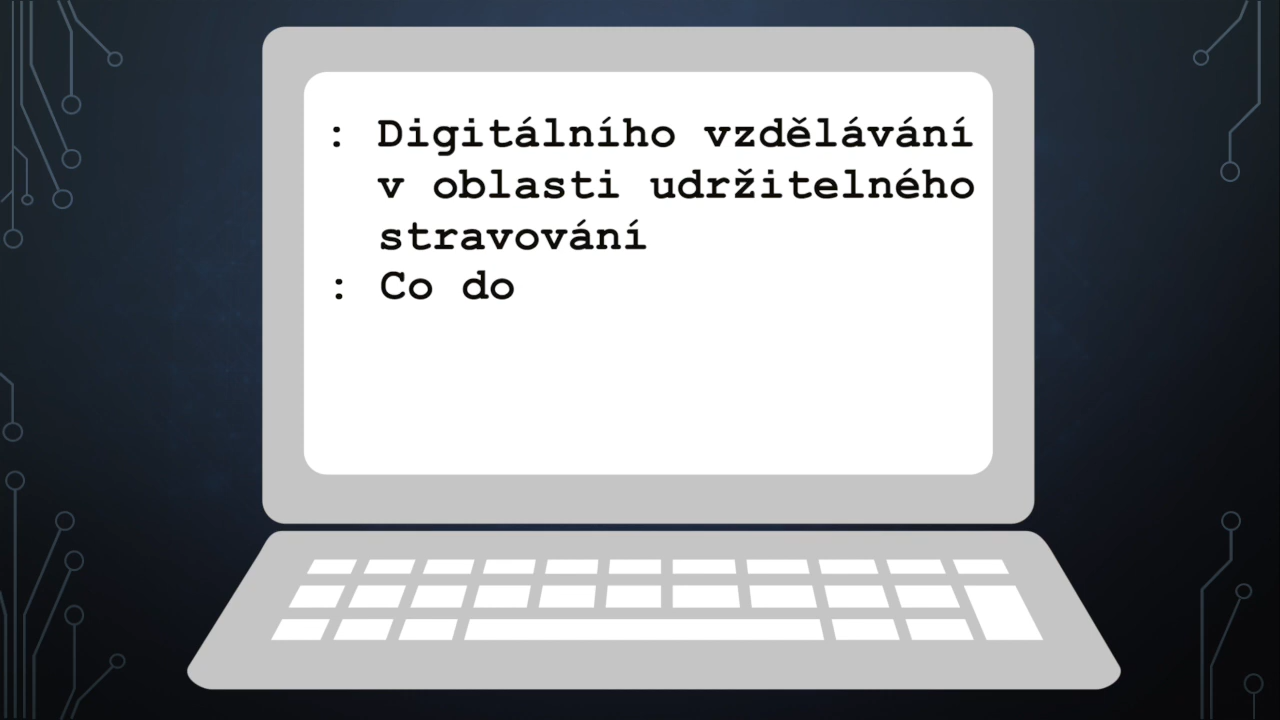 : Digitálního vzdělávání
v oblasti udržitelného
stravování
: Co do